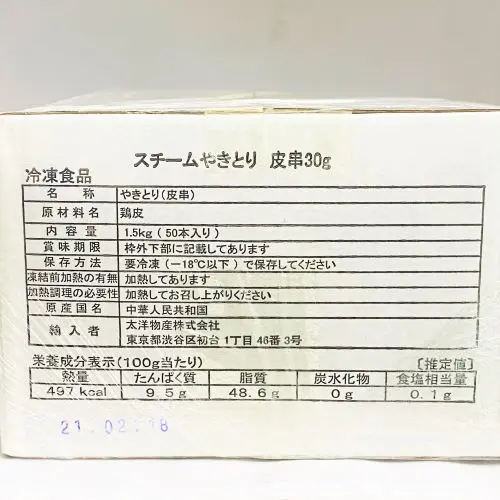 スチームやきとり 皮串30g
冷凍食品
名 称 やきとり(皮串)
原材料名 鶏皮
内容量 1.5kg (50本入り)
賞味期限 枠外下部に記載してあります
保存方法 要冷凍(-18℃以下)で保存してください
凍結前加熱の有無 加熱してあります
加熱調理の必要性 加熱してお召し上がりください
原産国名 中華人民共和国
輸入者 太洋物産株式会社
東京都渋谷区初台1丁目46番3号
栄養成分表示(100g当たり) [推定値]
熱量 たんぱく質 脂質 炭水化物 食塩相当量
497 kcal 9.5g 48.6g 0g 0.1g
21.02.18